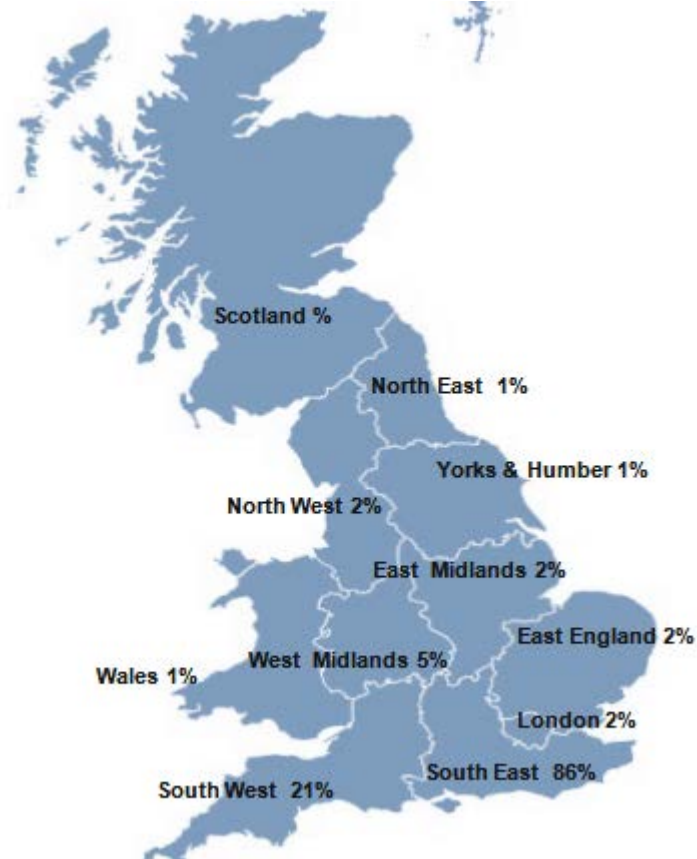 Scotland %
North East 1%
Yorks & Humber 1%
North West 2%
East Midlands 2%
East England 2%
West Midlands 5%
Wales 1%
London 2%
South East 86%
South West 21%